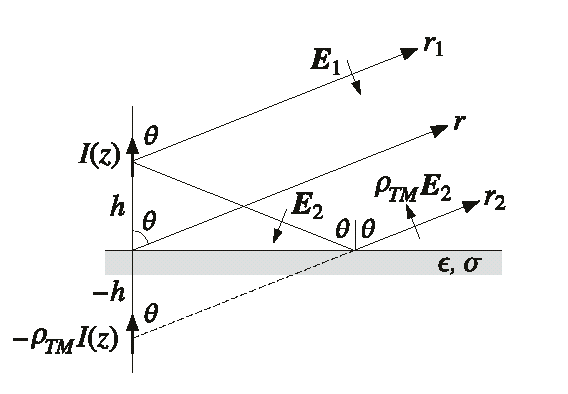 E₁
r₁
θ
I(z)
r
h
θ
E₂
ρ_TM E₂
r₂
θ θ
ϵ, σ
–h
θ
–ρ_TM I(z)